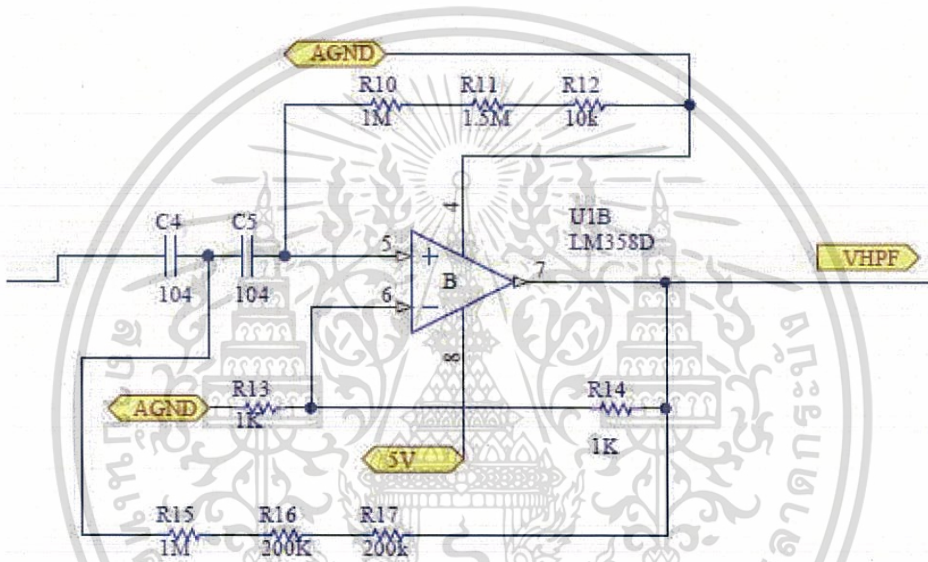 AGND
R10
R11
R12
1M
1.5M
10k
4
C4
C5
U1B
LM358D
5
+
B
7
VHPF
6
−
104
104
8
R13
R14
AGND
1K
1K
5V
R15
R16
R17
1M
200K
200k